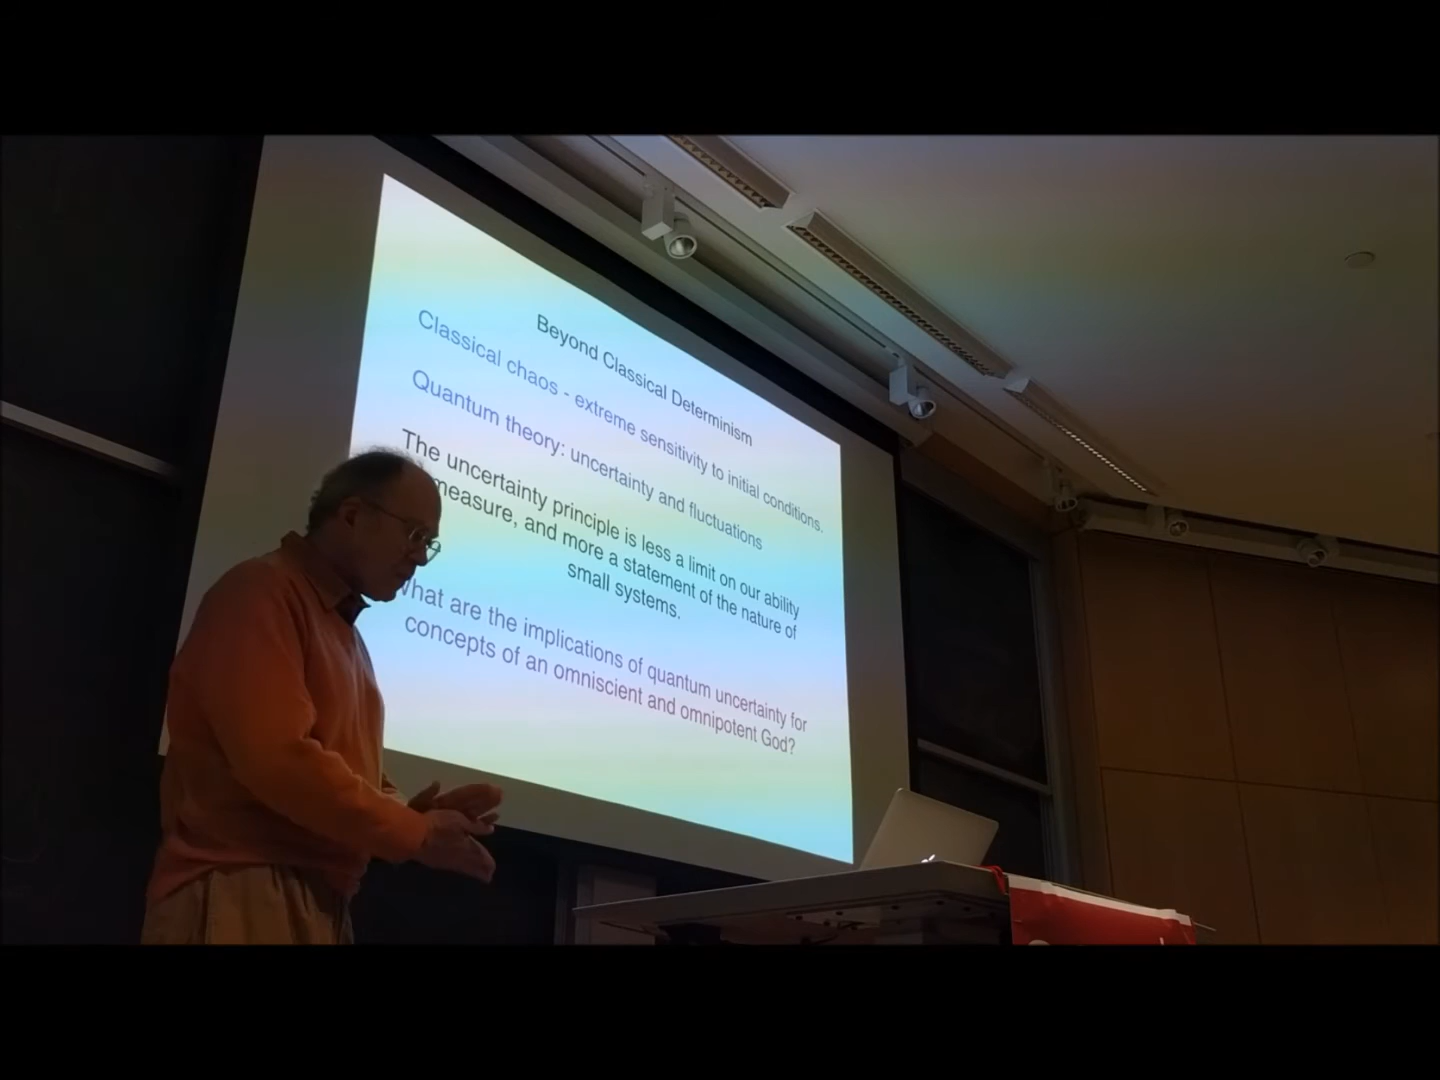 Beyond Classical Determinism
Classical chaos - extreme sensitivity to initial conditions.
Quantum theory: uncertainty and fluctuations
The uncertainty principle is less a limit on our ability
measure, and more a statement of the nature of
small systems.
What are the implications of quantum uncertainty for
concepts of an omniscient and omnipotent God?